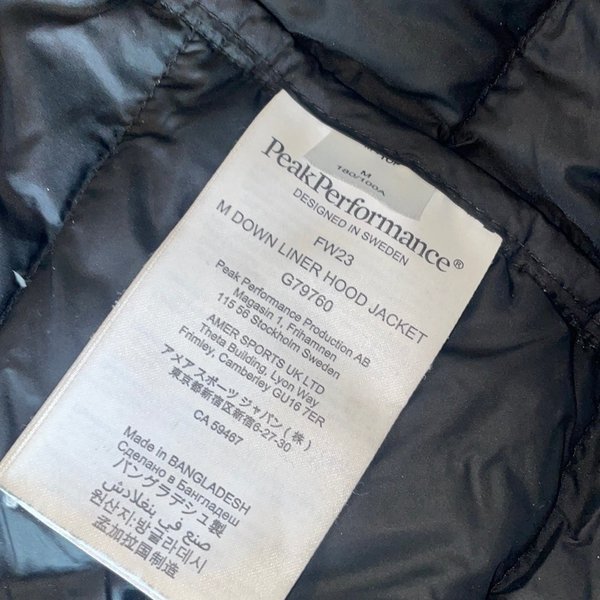 M
180/100A
PeakPerformance®
DESIGNED IN SWEDEN
FW23
M DOWN LINER HOOD JACKET
G79760
Peak Performance Production AB
Magasin 1, Frihamnen
115 56 Stockholm Sweden
AMER SPORTS UK LTD
Theta Building, Lyon Way
Frimley, Camberley GU16 7ER
アメア スポーツ ジャパン ( 株 )
東京都新宿区新宿6-27-30
CA 59467
Made in BANGLADESH
Сделано в Бангладеш
バングラデシュ製
صنع في بنغلادش
원산지:방글라데시
孟加拉国制造